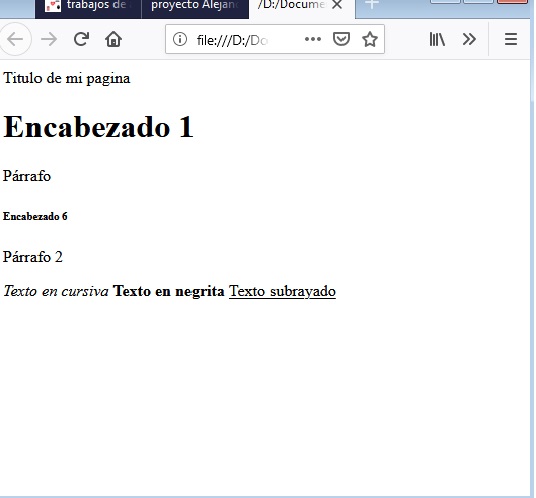 trabajos de
proyecto Alejan
/D:/Docume
file:///D:/Do
Titulo de mi pagina
Encabezado 1
Párrafo
Encabezado 6
Párrafo 2
Texto en cursiva Texto en negrita Texto subrayado